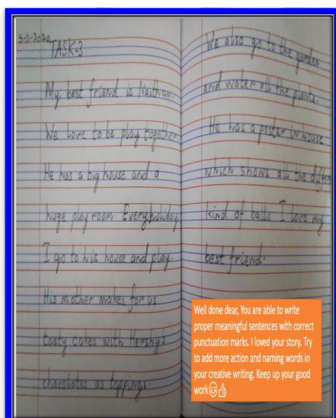 5-11-2020
TASK-3
My best friend is
We love to be play together
He has a big house and a
huge play room Everyholiday
I go to his house and play.
His mother makes for us
tasty cakes with Hershy's
chocolates as toppings.
We also go to the garden
and water all the plants.
He has a poster in house
which shows all the different
kind of balls I love my
best friend.
Well done dear, You are able to write
proper meaningful sentences with correct
punctuation marks. I loved your story. Try
to add more action and naming words in
your creative writing. Keep up your good
work😊👍